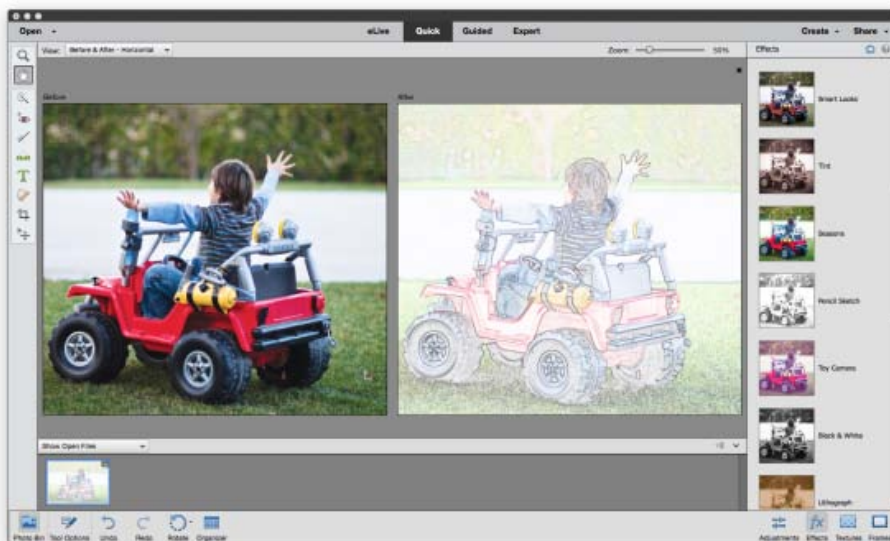 Open
eLive
Quick
Guided
Expert
Create
Share
View:
Before & After - Horizontal
Zoom:
50%
Effects
Before
After
Smart Looks
Tint
Seasons
Pencil Sketch
Toy Camera
Black & White
Lithograph
Show Open Files
T
Photo Bin
Tool Options
Undo
Redo
Rotate
Organizer
Adjustments
fx
Effects
Textures
Frames